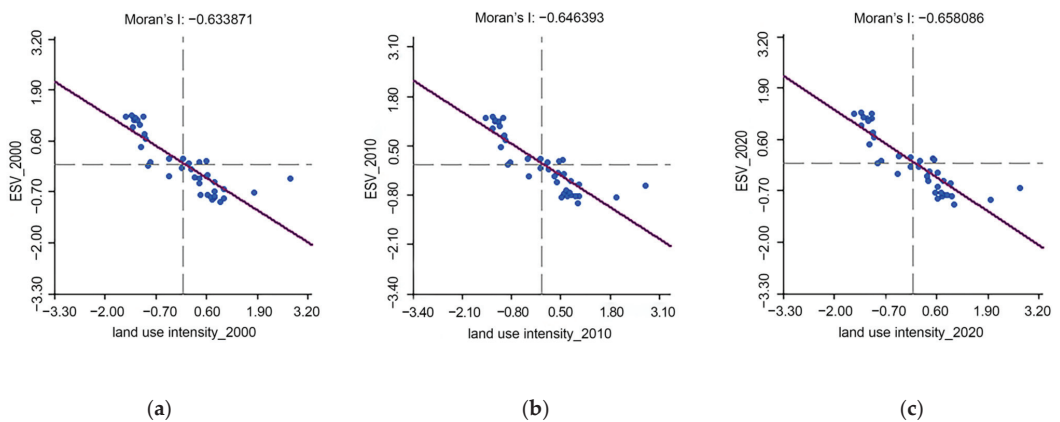 Moran's I: −0.633871
3.20
1.90
0.60
−0.70
−2.00
−3.30
ESV_2000
−3.30 −2.00 −0.70 0.60 1.90 3.20
land use intensity_2000
(a)
Moran's I: −0.646393
3.10
1.80
0.50
−0.80
−2.10
−3.40
ESV_2010
−3.40 −2.10 −0.80 0.50 1.80 3.10
land use intensity_2010
(b)
Moran's I: −0.658086
3.20
1.90
0.60
−0.70
−2.00
−3.30
ESV_2020
−3.30 −2.00 −0.70 0.60 1.90 3.20
land use intensity_2020
(c)